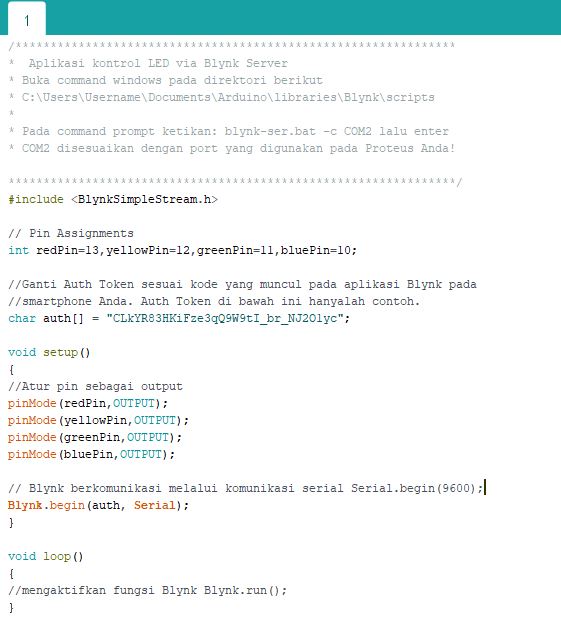 1
/***************************************************************
*  Aplikasi kontrol LED via Blynk Server
* Buka command windows pada direktori berikut
* C:\Users\Username\Documents\Arduino\libraries\Blynk\scripts
*
* Pada command prompt ketikan: blynk-ser.bat -c COM2 lalu enter
* COM2 disesuaikan dengan port yang digunakan pada Proteus Anda!

****************************************************************/
#include <BlynkSimpleStream.h>

// Pin Assignments
int redPin=13,yellowPin=12,greenPin=11,bluePin=10;

//Ganti Auth Token sesuai kode yang muncul pada aplikasi Blynk pada
//smartphone Anda. Auth Token di bawah ini hanyalah contoh.
char auth[] = "CLkYR83HKiFze3qQ9W9tI_br_NJ2Olyc";

void setup()
{
//Atur pin sebagai output
pinMode(redPin,OUTPUT);
pinMode(yellowPin,OUTPUT);
pinMode(greenPin,OUTPUT);
pinMode(bluePin,OUTPUT);

// Blynk berkomunikasi melalui komunikasi serial Serial.begin(9600);
Blynk.begin(auth, Serial);
}

void loop()
{
//mengaktifkan fungsi Blynk Blynk.run();
}